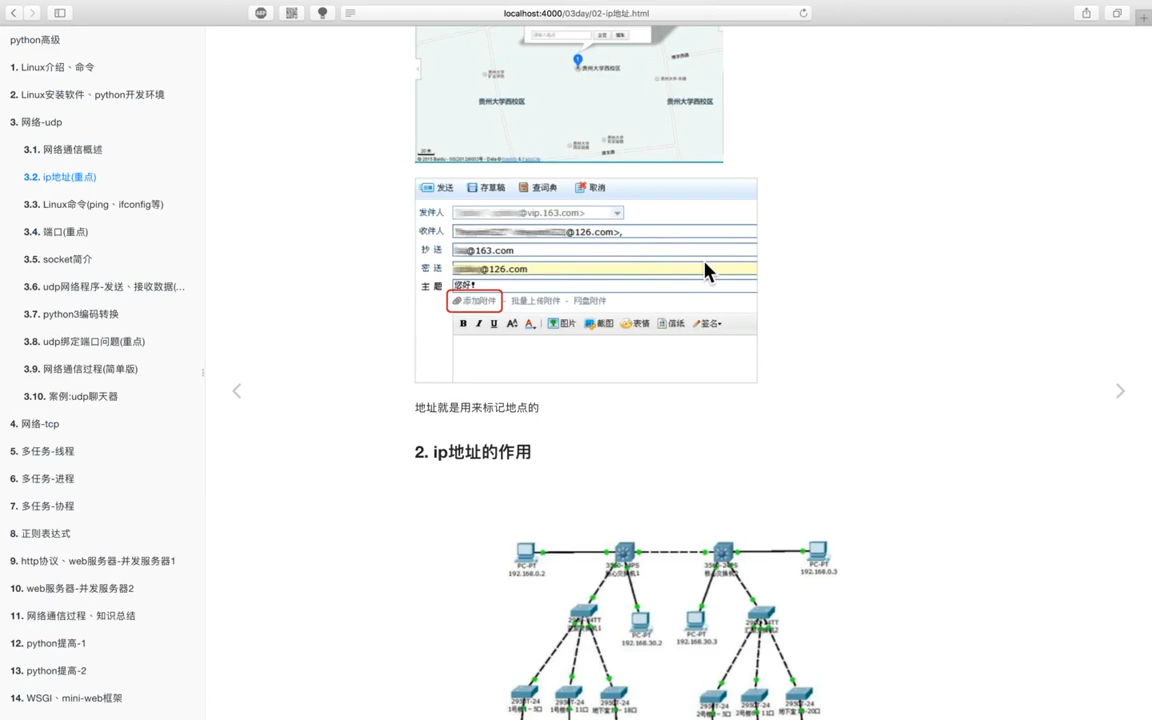 localhost:4000/03day/02-ip地址.html
python高级
1. Linux介绍、命令
2. Linux安装软件、python开发环境
3. 网络-udp
3.1. 网络通信概述
3.2. ip地址(重点)
3.3. Linux命令(ping、ifconfig等)
3.4. 端口(重点)
3.5. socket简介
3.6. udp网络程序-发送、接收数据(...
3.7. python3编码转换
3.8. udp绑定端口问题(重点)
3.9. 网络通信过程(简单版)
3.10. 案例:udp聊天器
4. 网络-tcp
5. 多任务-线程
6. 多任务-进程
7. 多任务-协程
8. 正则表达式
9. http协议、web服务器-并发服务器1
10. web服务器-并发服务器2
11. 网络通信过程、知识总结
12. python提高-1
13. python提高-2
14. WSGI、mini-web框架
贵州大学西校区
贵州大学西校区 贵州大学西校区
发送 存草稿 查词典 取消
发件人 @vip.163.com>
收件人 @126.com>,
抄 送 @163.com
密 送 @126.com
主 题 您好!
添加附件 - 批量上传附件 - 网盘附件
B I U A A 图片 截图 表情 信纸 签名
地址就是用来标记地点的
2. ip地址的作用
PC-PT PC-PT
192.168.0.2 192.168.0.3
PC-PT PC-PT
192.168.30.2 192.168.30.3